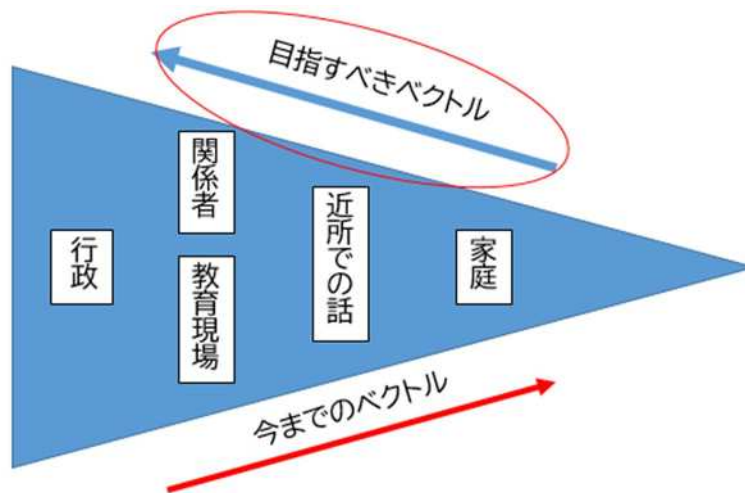 目指すべきベクトル
行政
関係者
教育現場
近所での話
家庭
今までのベクトル